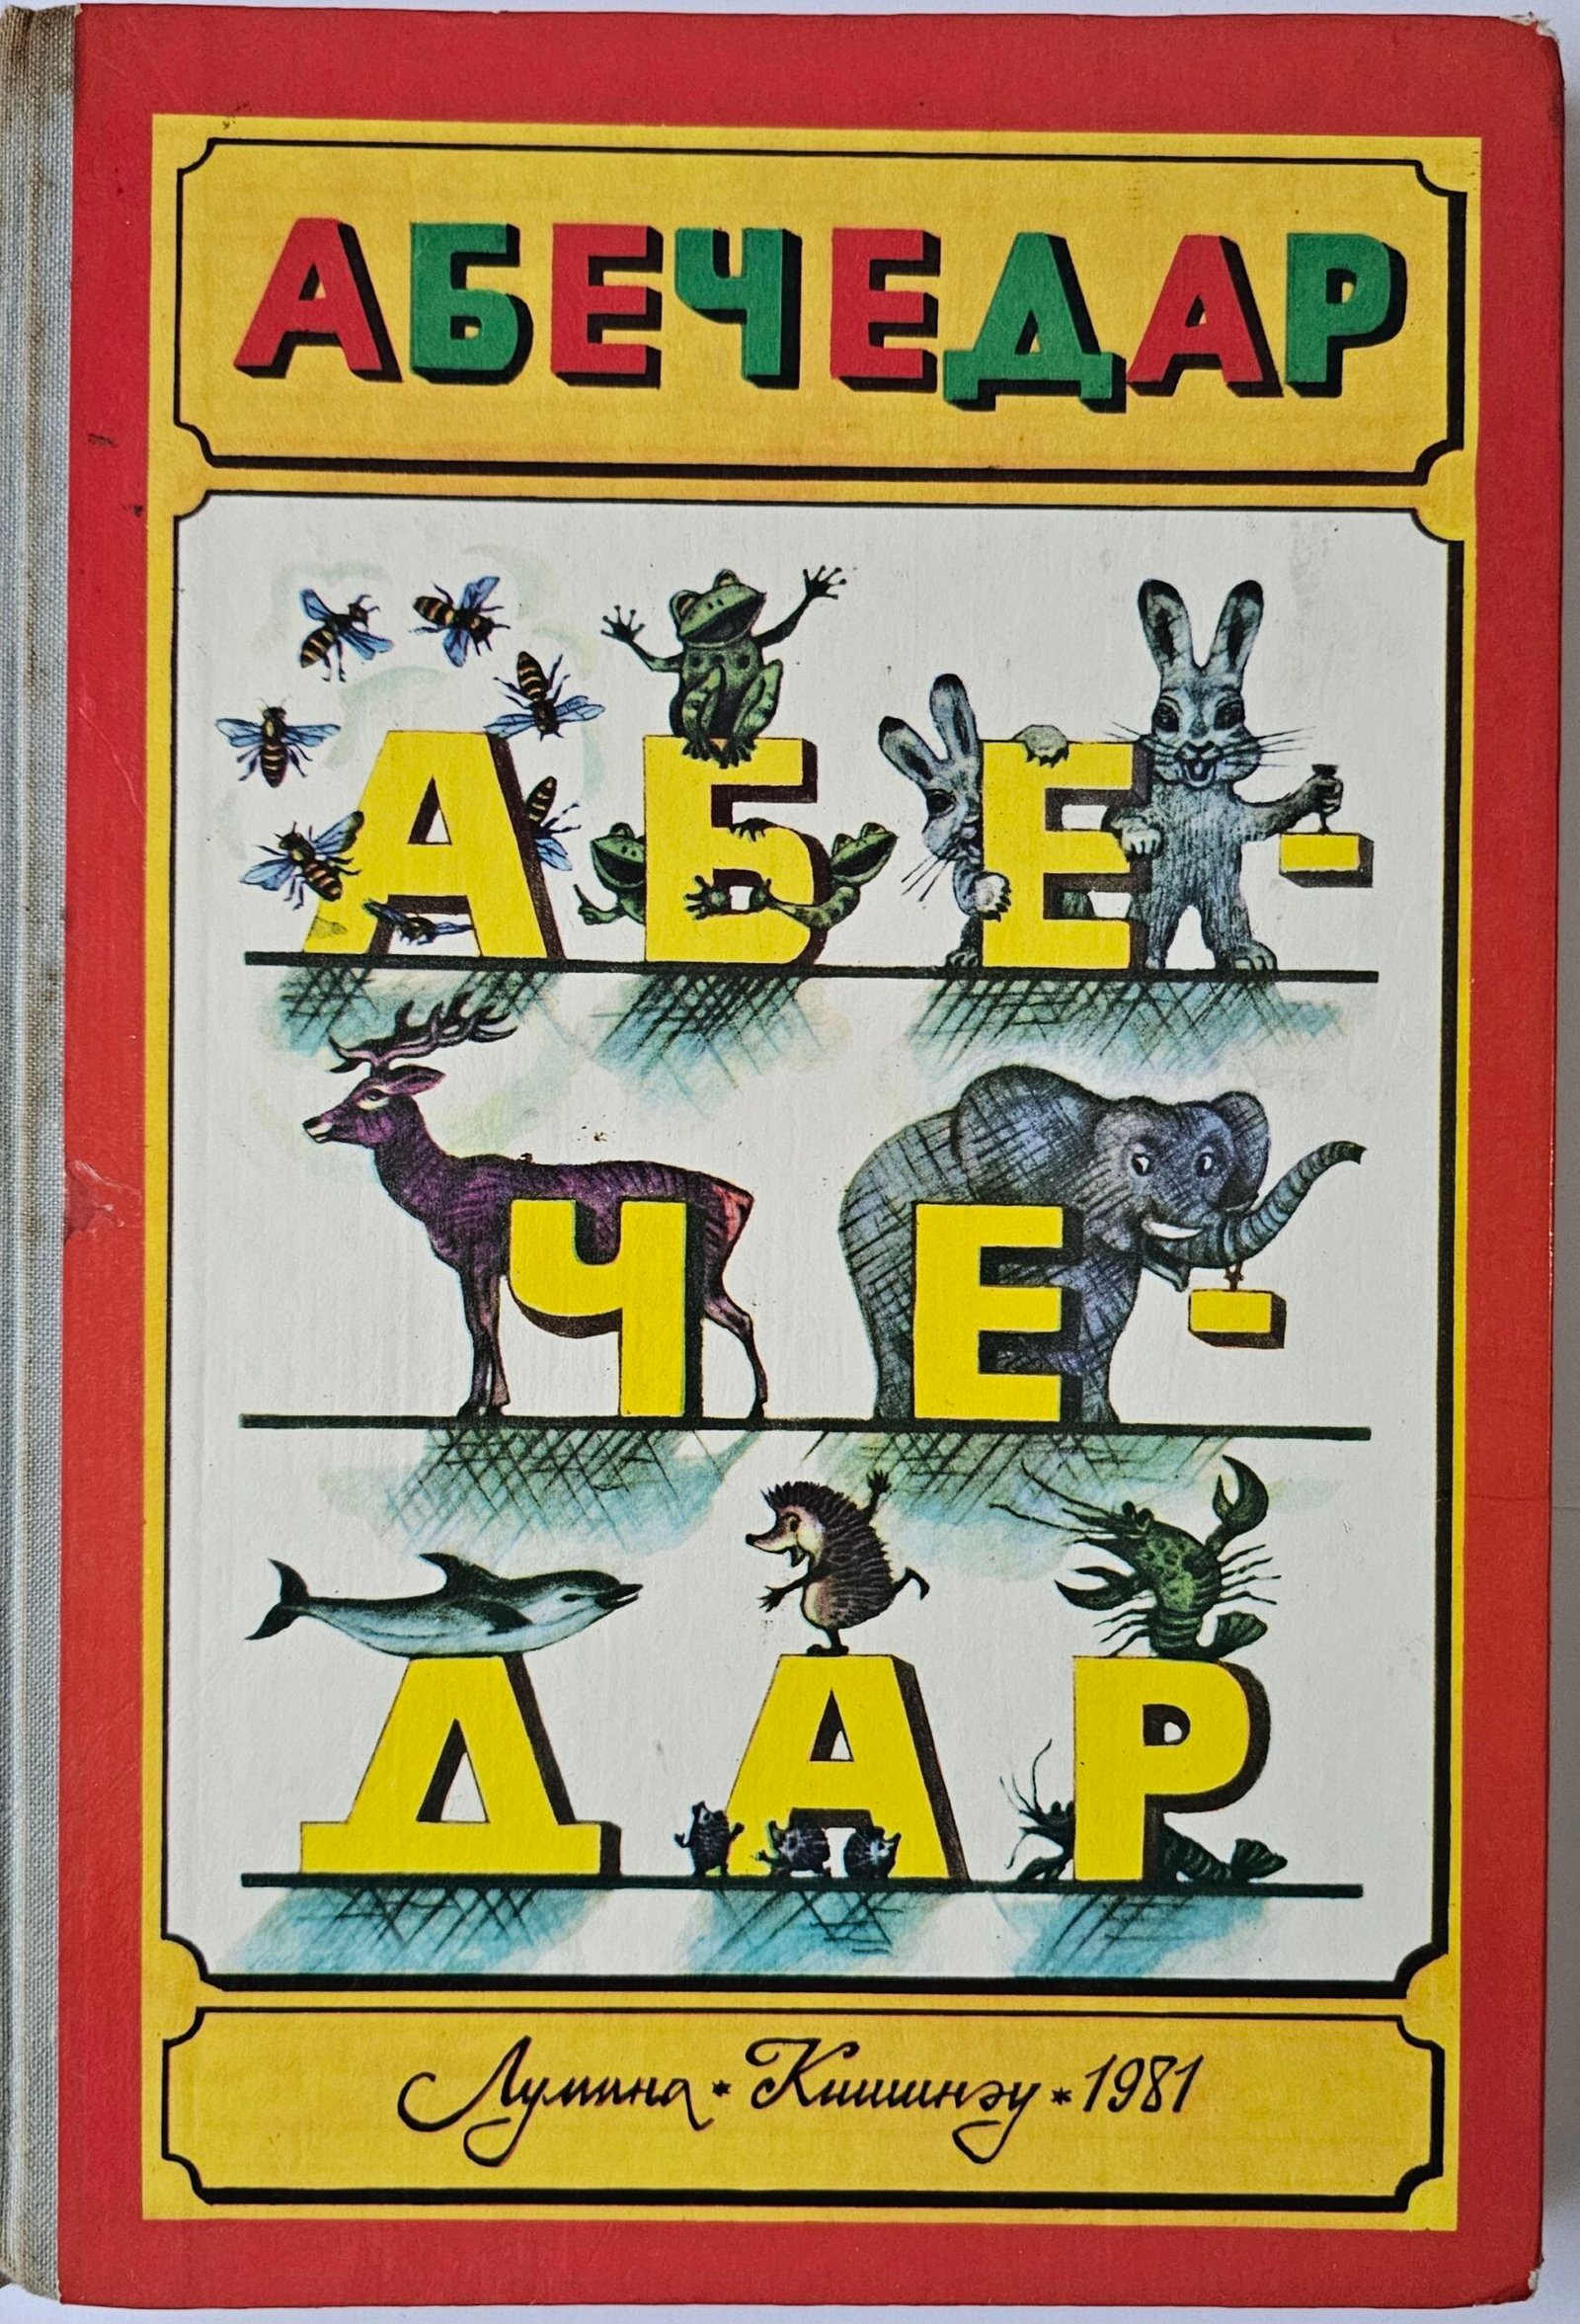 АБЕЧЕДАР
АБЕ-
ЧЕ-
ДАР
Лумина * Кишинэу * 1981